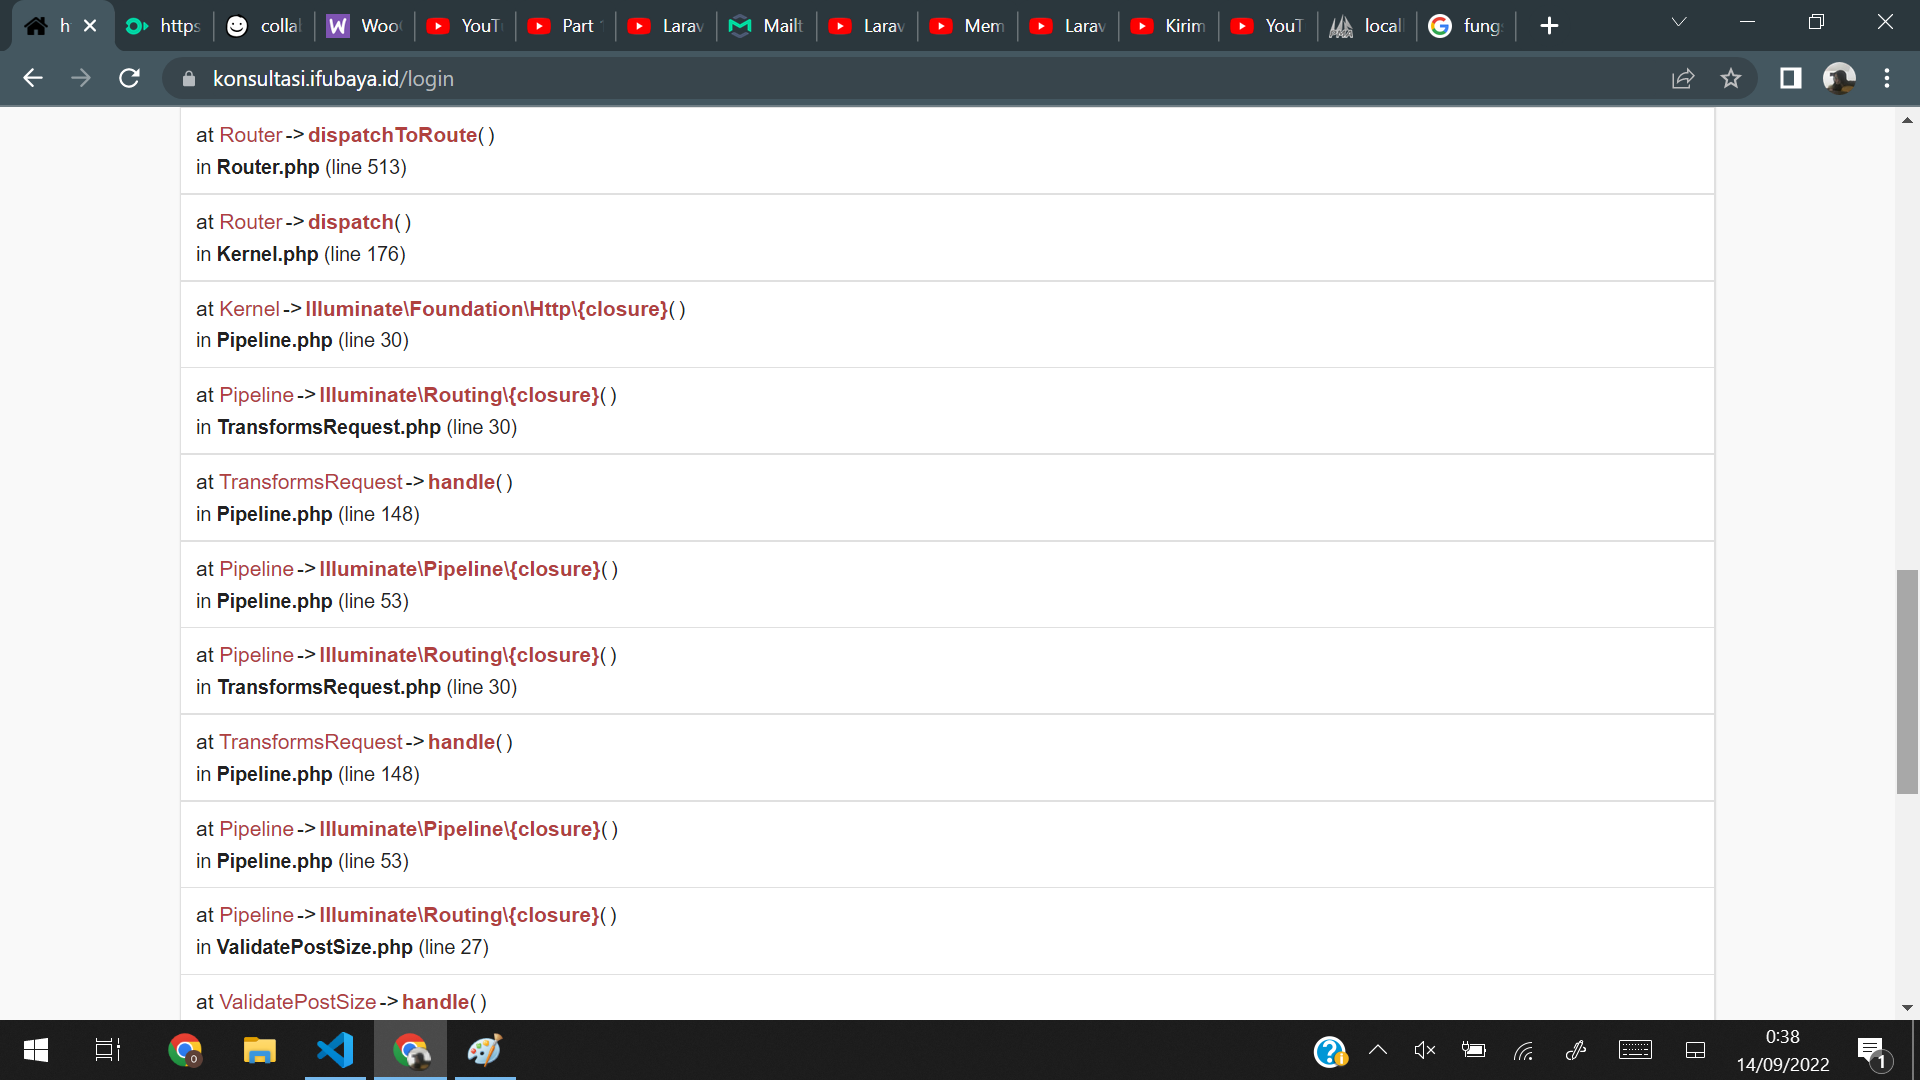 h
https
colla
Woo
YouT
Part
Larav
Mailt
Larav
Mem
Larav
Kirim
YouT
locall
fung
konsultasi.ifubaya.id/login
at Router->dispatchToRoute()
in Router.php (line 513)
at Router->dispatch()
in Kernel.php (line 176)
at Kernel->Illuminate\Foundation\Http\{closure}()
in Pipeline.php (line 30)
at Pipeline->Illuminate\Routing\{closure}()
in TransformsRequest.php (line 30)
at TransformsRequest->handle()
in Pipeline.php (line 148)
at Pipeline->Illuminate\Pipeline\{closure}()
in Pipeline.php (line 53)
at Pipeline->Illuminate\Routing\{closure}()
in TransformsRequest.php (line 30)
at TransformsRequest->handle()
in Pipeline.php (line 148)
at Pipeline->Illuminate\Pipeline\{closure}()
in Pipeline.php (line 53)
at Pipeline->Illuminate\Routing\{closure}()
in ValidatePostSize.php (line 27)
at ValidatePostSize->handle()
0:38
14/09/2022
1